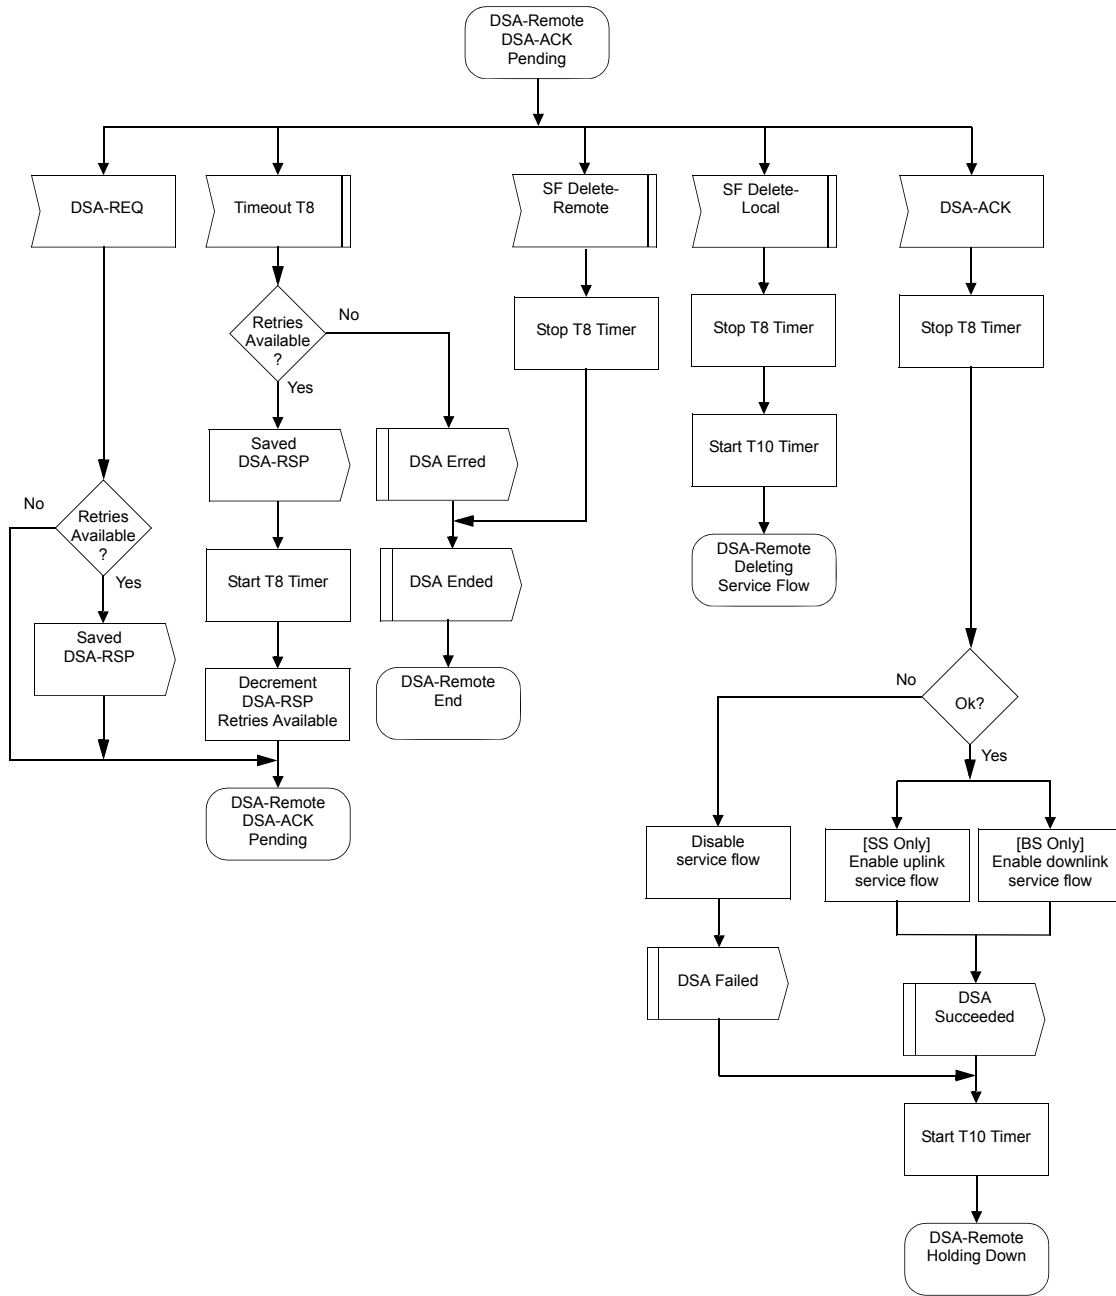 DSA-Remote
DSA-ACK
Pending
DSA-REQ
Timeout T8
SF Delete-
Remote
SF Delete-
Local
DSA-ACK
Retries
Available
?
No
Yes
Stop T8 Timer
Stop T8 Timer
Stop T8 Timer
Saved
DSA-RSP
DSA Erred
Start T10 Timer
No
Retries
Available
?
Yes
Start T8 Timer
DSA Ended
DSA-Remote
Deleting
Service Flow
Saved
DSA-RSP
Decrement
DSA-RSP
Retries Available
DSA-Remote
End
No
Ok?
Yes
DSA-Remote
DSA-ACK
Pending
Disable
service flow
[SS Only]
Enable uplink
service flow
[BS Only]
Enable downlink
service flow
DSA Failed
DSA
Succeeded
Start T10 Timer
DSA-Remote
Holding Down